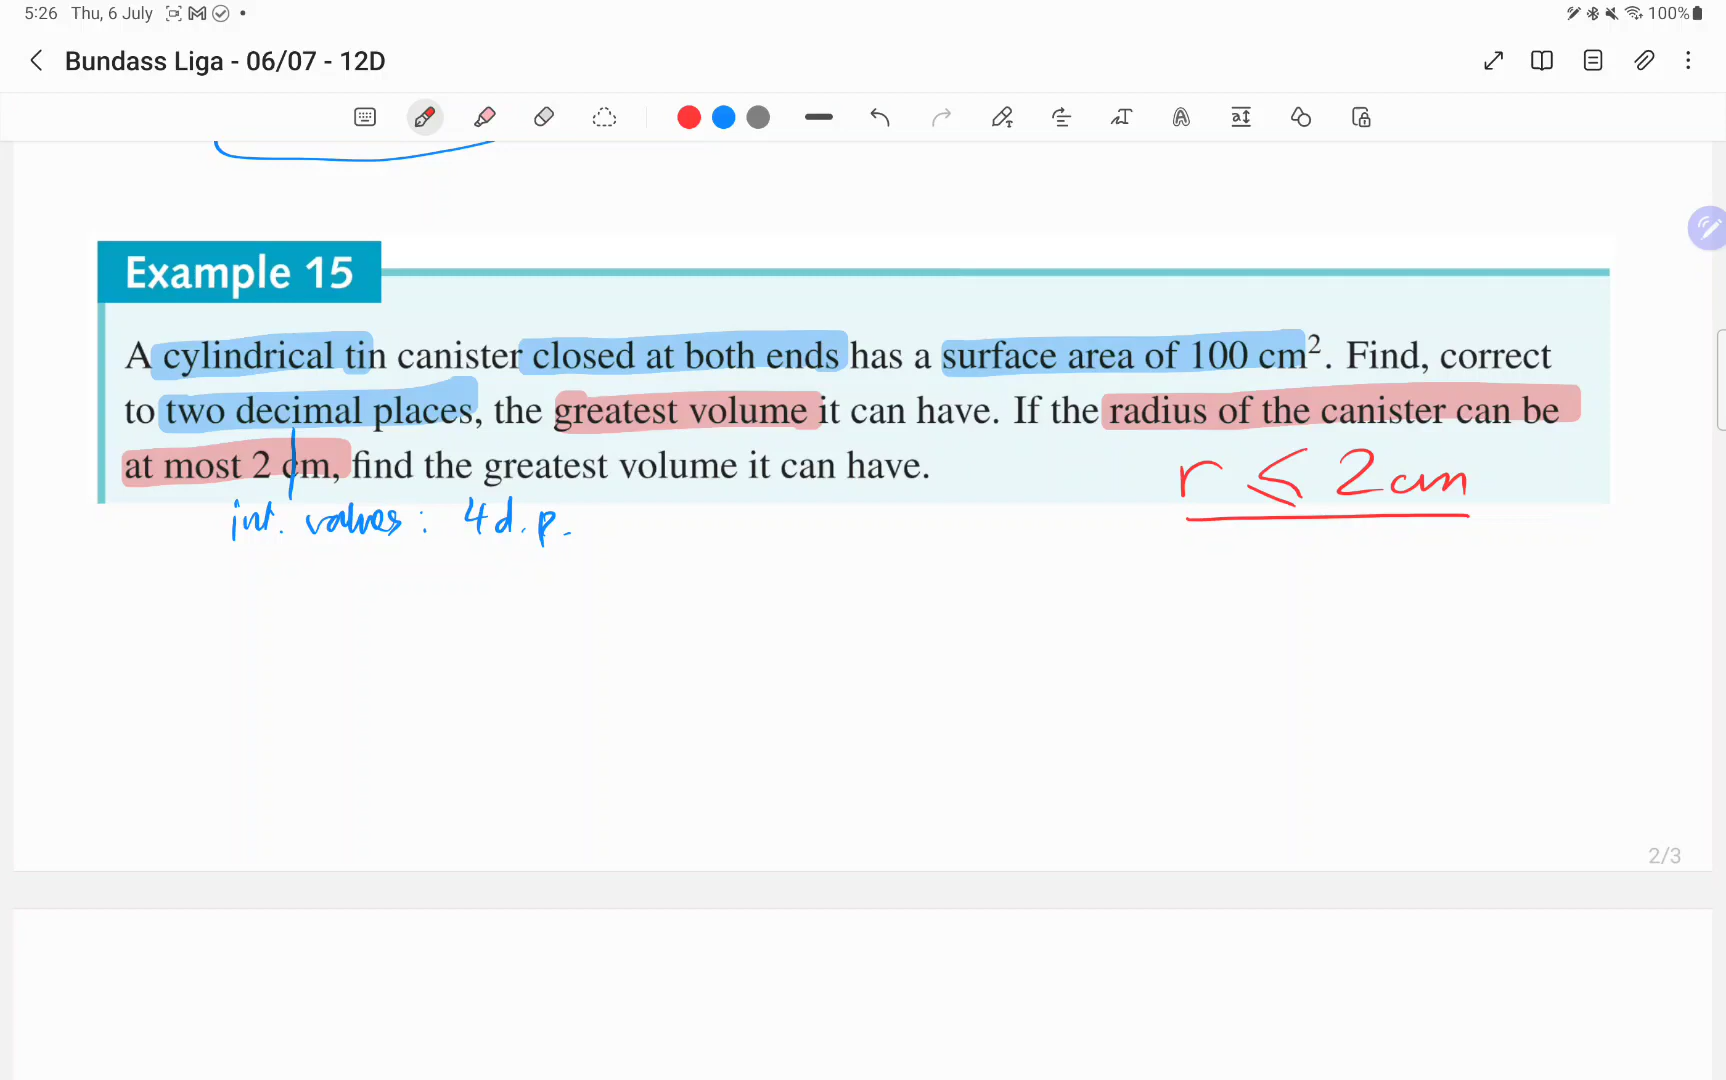 5:26 Thu, 6 July 100%
Bundass Liga - 06/07 - 12D
Example 15
A cylindrical tin canister closed at both ends has a surface area of 100 cm². Find, correct
to two decimal places, the greatest volume it can have. If the radius of the canister can be
at most 2 cm, find the greatest volume it can have.
r ≤ 2cm
int. values: 4d.p.
2/3